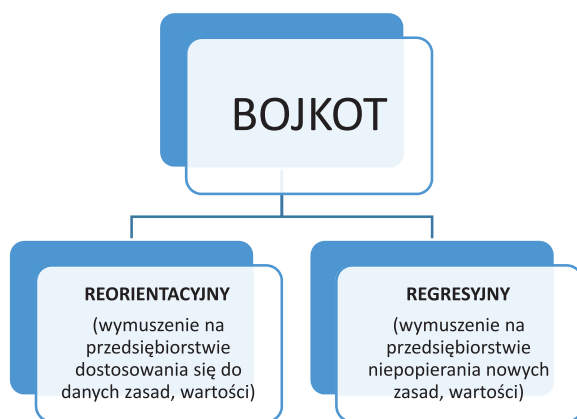 BOJKOT
REORIENTACYJNY
(wymuszenie na
przedsiębiorstwie
dostosowania się do
danych zasad, wartości)
REGRESYJNY
(wymuszenie na
przedsiębiorstwie
niepopierania nowych
zasad, wartości)